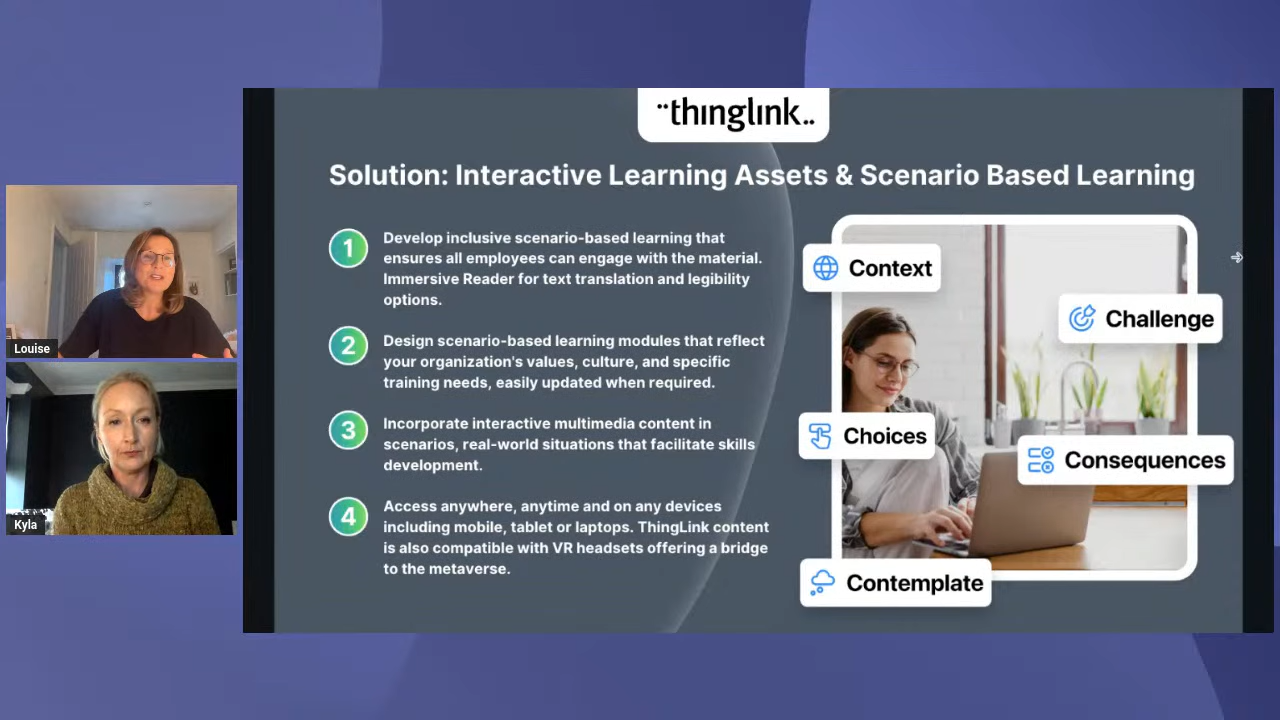 ¨thınglınk..
Solution: Interactive Learning Assets & Scenario Based Learning
1
Develop inclusive scenario-based learning that
ensures all employees can engage with the material.
Immersive Reader for text translation and legibility
options.
2
Design scenario-based learning modules that reflect
your organization's values, culture, and specific
training needs, easily updated when required.
3
Incorporate interactive multimedia content in
scenarios, real-world situations that facilitate skills
development.
4
Access anywhere, anytime and on any devices
including mobile, tablet or laptops. ThingLink content
is also compatible with VR headsets offering a bridge
to the metaverse.
Context
Challenge
Choices
Consequences
Contemplate
Louise
Kyla